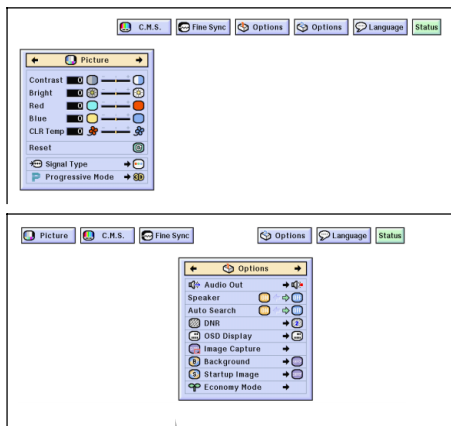 C.M.S. Fine Sync Options Options Language Status
Picture
Contrast 0
Bright 0
Red 0
Blue 0
CLR Temp 0
Reset
Signal Type
P Progressive Mode 3D
Picture C.M.S. Fine Sync Options Language Status
Options
Audio Out
Speaker
Auto Search
DNR 2
OSD Display
Image Capture
B Background
S Startup Image
Economy Mode